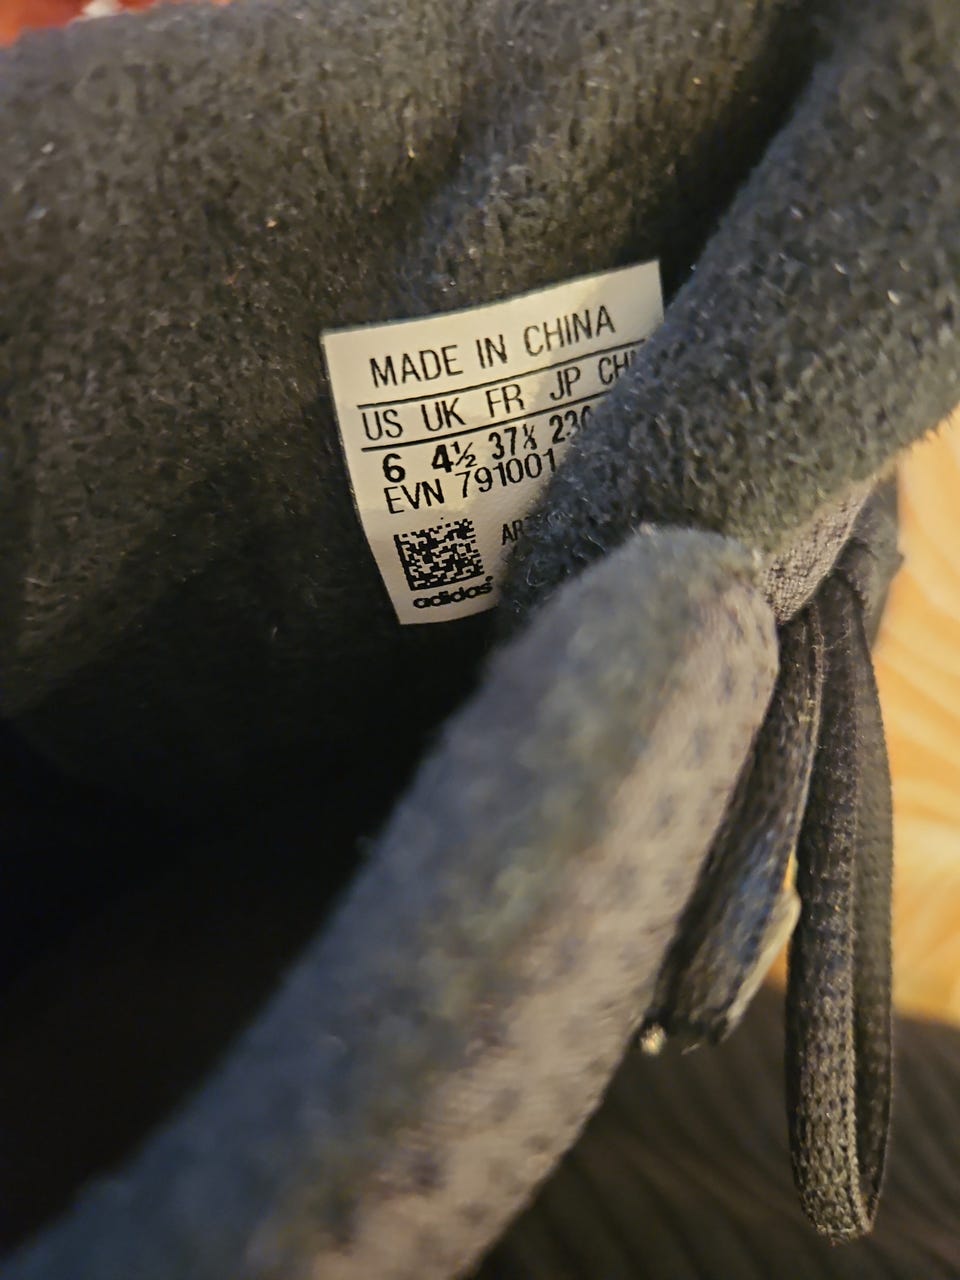 MADE IN CHINA
US UK FR JP
6 4½ 37⅓
EVN 791001
adidas